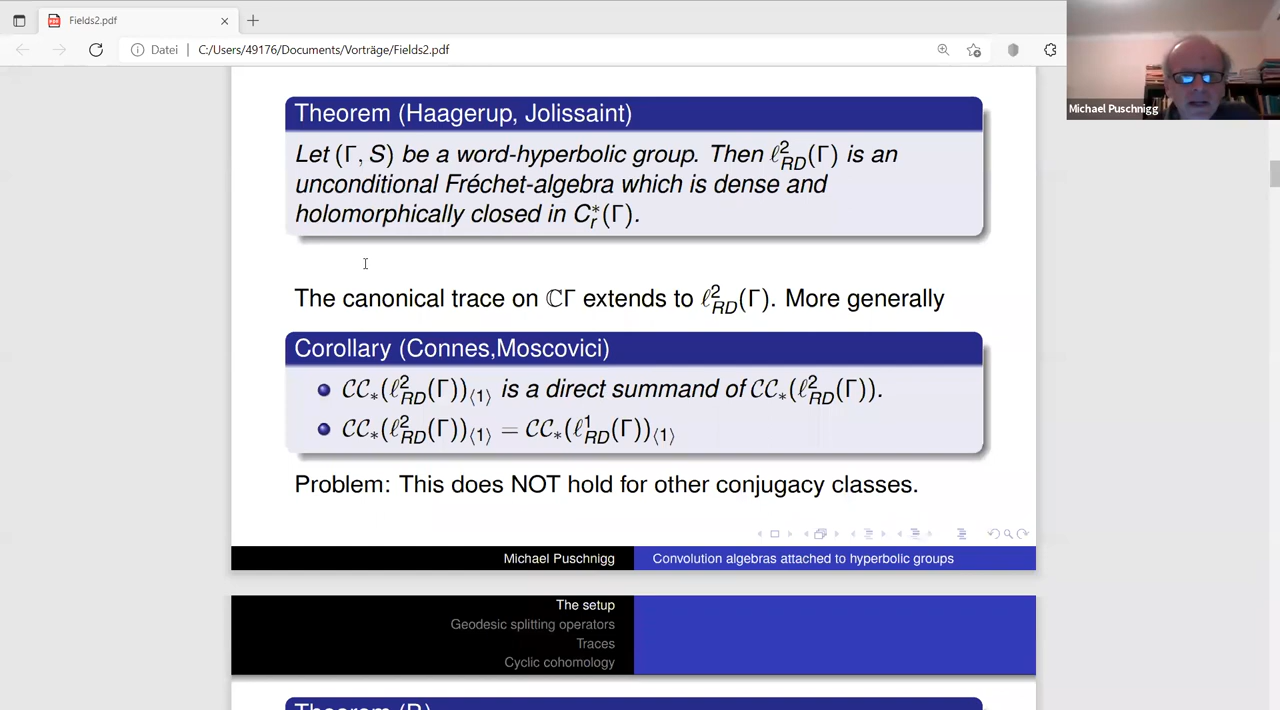 Fields2.pdf
Datei | C:/Users/49176/Documents/Vorträge/Fields2.pdf
Michael Puschnigg
Theorem (Haagerup, Jolissaint)
Let (Γ, S) be a word-hyperbolic group. Then ℓ²_RD(Γ) is an
unconditional Fréchet-algebra which is dense and
holomorphically closed in C*_r(Γ).
The canonical trace on ℂΓ extends to ℓ²_RD(Γ). More generally
Corollary (Connes,Moscovici)
CC_*(ℓ²_RD(Γ))_⟨1⟩ is a direct summand of CC_*(ℓ²_RD(Γ)).
CC_*(ℓ²_RD(Γ))_⟨1⟩ = CC_*(ℓ¹_RD(Γ))_⟨1⟩
Problem: This does NOT hold for other conjugacy classes.
Michael Puschnigg Convolution algebras attached to hyperbolic groups
The setup
Geodesic splitting operators
Traces
Cyclic cohomology
Theorem (P.)